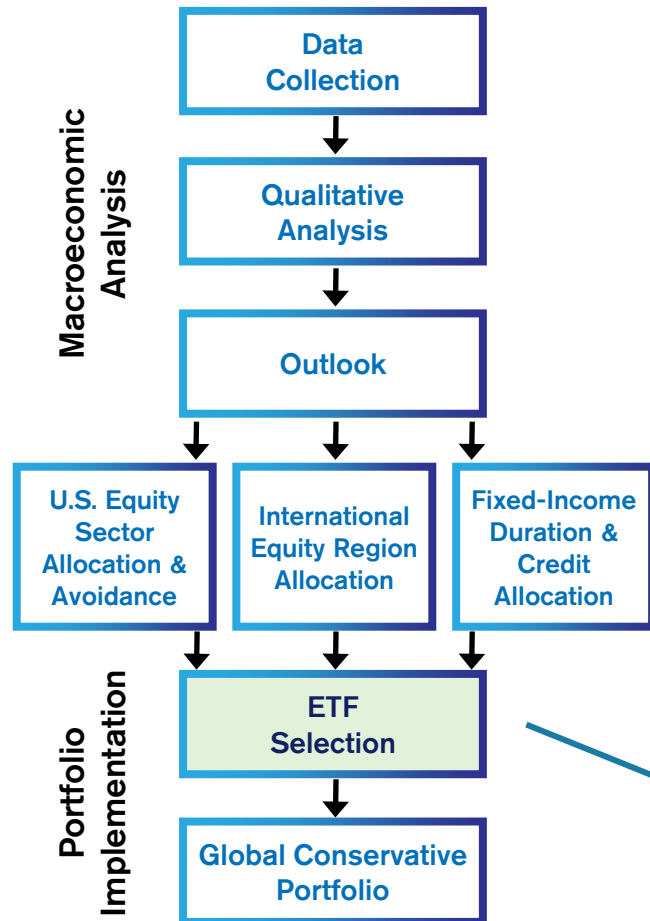 Data
Collection
Macroeconomic
Analysis
Qualitative
Analysis
Outlook
U.S. Equity
Sector
Allocation &
Avoidance
International
Equity Region
Allocation
Fixed-Income
Duration &
Credit
Allocation
Portfolio
Implementation
ETF
Selection
Global Conservative
Portfolio